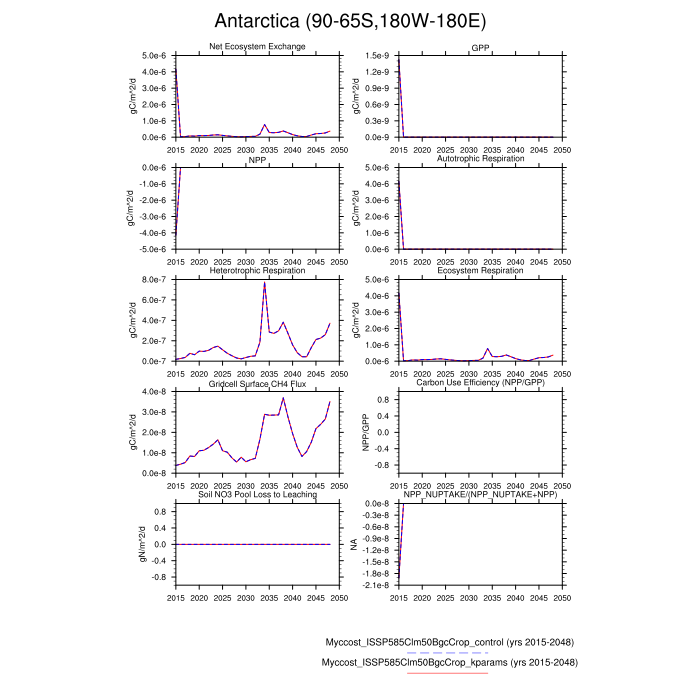 Antarctica (90-65S,180W-180E)
Net Ecosystem Exchange
gC/m^2/d
5.0e-6
4.0e-6
3.0e-6
2.0e-6
1.0e-6
0.0e-6
2015 2020 2025 2030 2035 2040 2045 2050
GPP
gC/m^2/d
1.5e-9
1.2e-9
0.9e-9
0.6e-9
0.3e-9
0.0e-9
2015 2020 2025 2030 2035 2040 2045 2050
NPP
gC/m^2/d
0.0e-6
-1.0e-6
-2.0e-6
-3.0e-6
-4.0e-6
-5.0e-6
2015 2020 2025 2030 2035 2040 2045 2050
Autotrophic Respiration
gC/m^2/d
5.0e-6
4.0e-6
3.0e-6
2.0e-6
1.0e-6
0.0e-6
2015 2020 2025 2030 2035 2040 2045 2050
Heterotrophic Respiration
gC/m^2/d
8.0e-7
6.0e-7
4.0e-7
2.0e-7
0.0e-7
2015 2020 2025 2030 2035 2040 2045 2050
Ecosystem Respiration
gC/m^2/d
5.0e-6
4.0e-6
3.0e-6
2.0e-6
1.0e-6
0.0e-6
2015 2020 2025 2030 2035 2040 2045 2050
Gridcell Surface CH4 Flux
gC/m^2/d
4.0e-8
3.0e-8
2.0e-8
1.0e-8
0.0e-8
2015 2020 2025 2030 2035 2040 2045 2050
Carbon Use Efficiency (NPP/GPP)
NPP/GPP
0.8
0.4
0.0
-0.4
-0.8
2015 2020 2025 2030 2035 2040 2045 2050
Soil NO3 Pool Loss to Leaching
gN/m^2/d
0.8
0.4
0.0
-0.4
-0.8
2015 2020 2025 2030 2035 2040 2045 2050
NPP_NUPTAKE/(NPP_NUPTAKE+NPP)
NA
0.0e-8
-0.3e-8
-0.6e-8
-0.9e-8
-1.2e-8
-1.5e-8
-1.8e-8
-2.1e-8
2015 2020 2025 2030 2035 2040 2045 2050
Myccost_ISSP585Clm50BgcCrop_control (yrs 2015-2048)
Myccost_ISSP585Clm50BgcCrop_kparams (yrs 2015-2048)